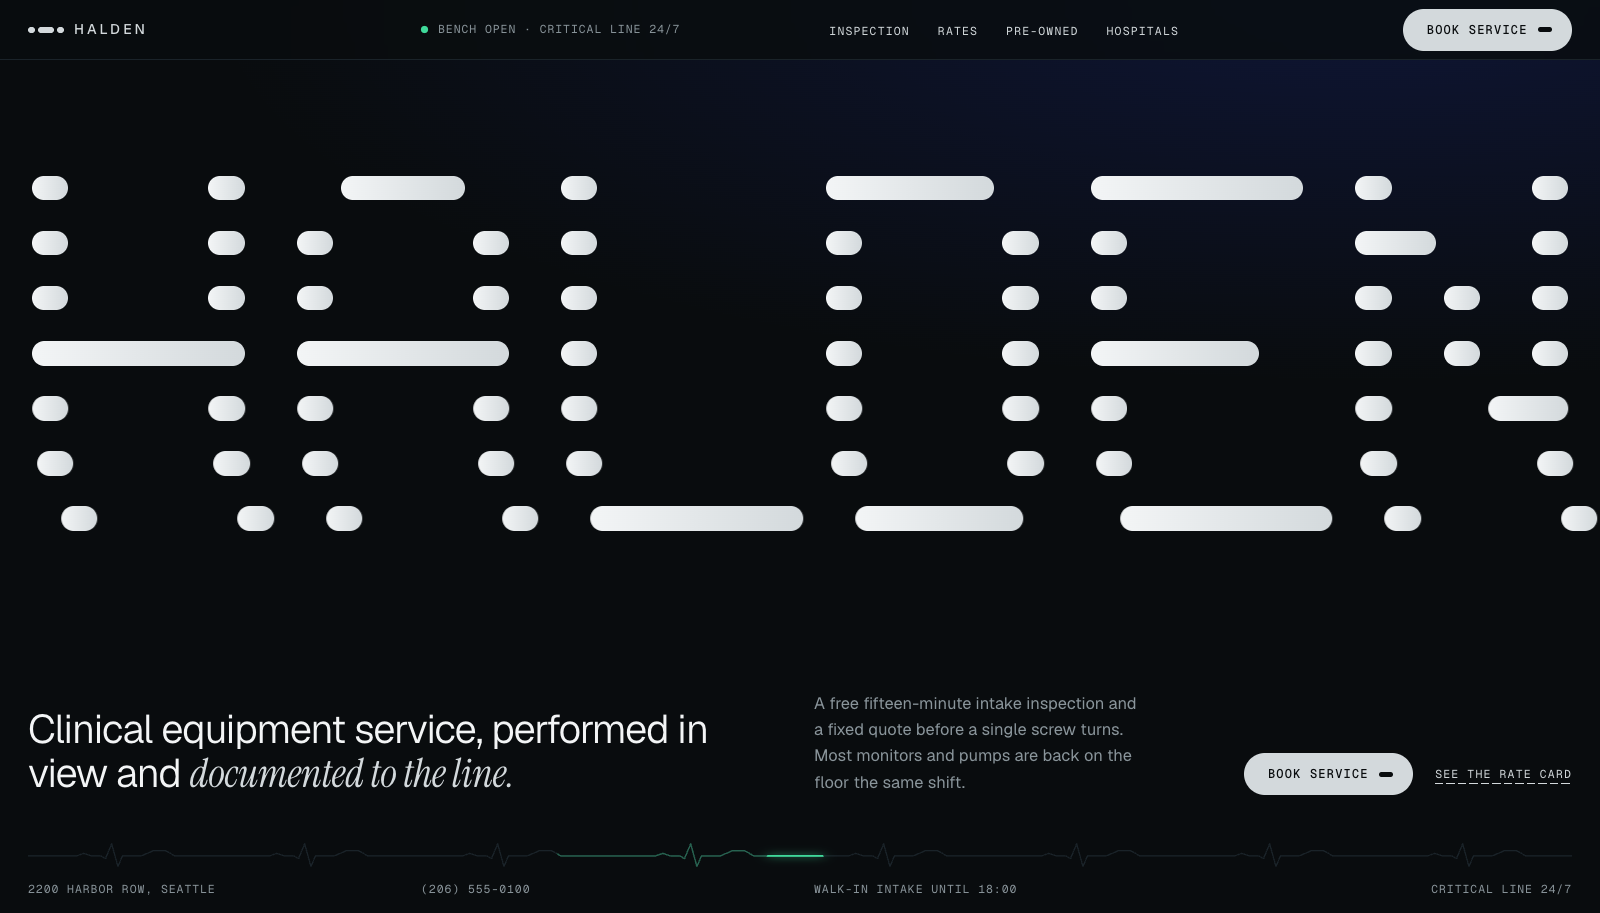 HALDEN
BENCH OPEN · CRITICAL LINE 24/7
INSPECTION RATES PRE-OWNED HOSPITALS
BOOK SERVICE
HALDEN
Clinical equipment service, performed in
view and documented to the line.
A free fifteen-minute intake inspection and
a fixed quote before a single screw turns.
Most monitors and pumps are back on the
floor the same shift.
BOOK SERVICE
SEE THE RATE CARD
2200 HARBOR ROW, SEATTLE
(206) 555-0100
WALK-IN INTAKE UNTIL 18:00
CRITICAL LINE 24/7